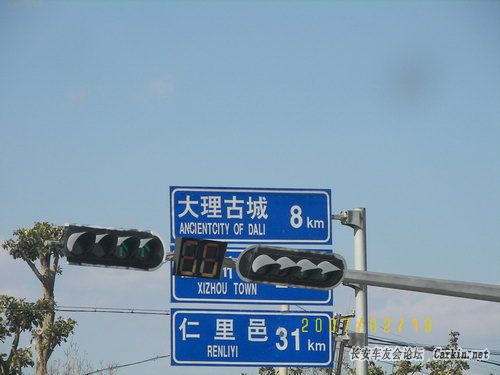 大理古城 8 km
ANCIENTCITY OF DALI
XIZHOU TOWN
仁里邑 31 km
RENLIYI
长安车友会论坛 Carkin.net